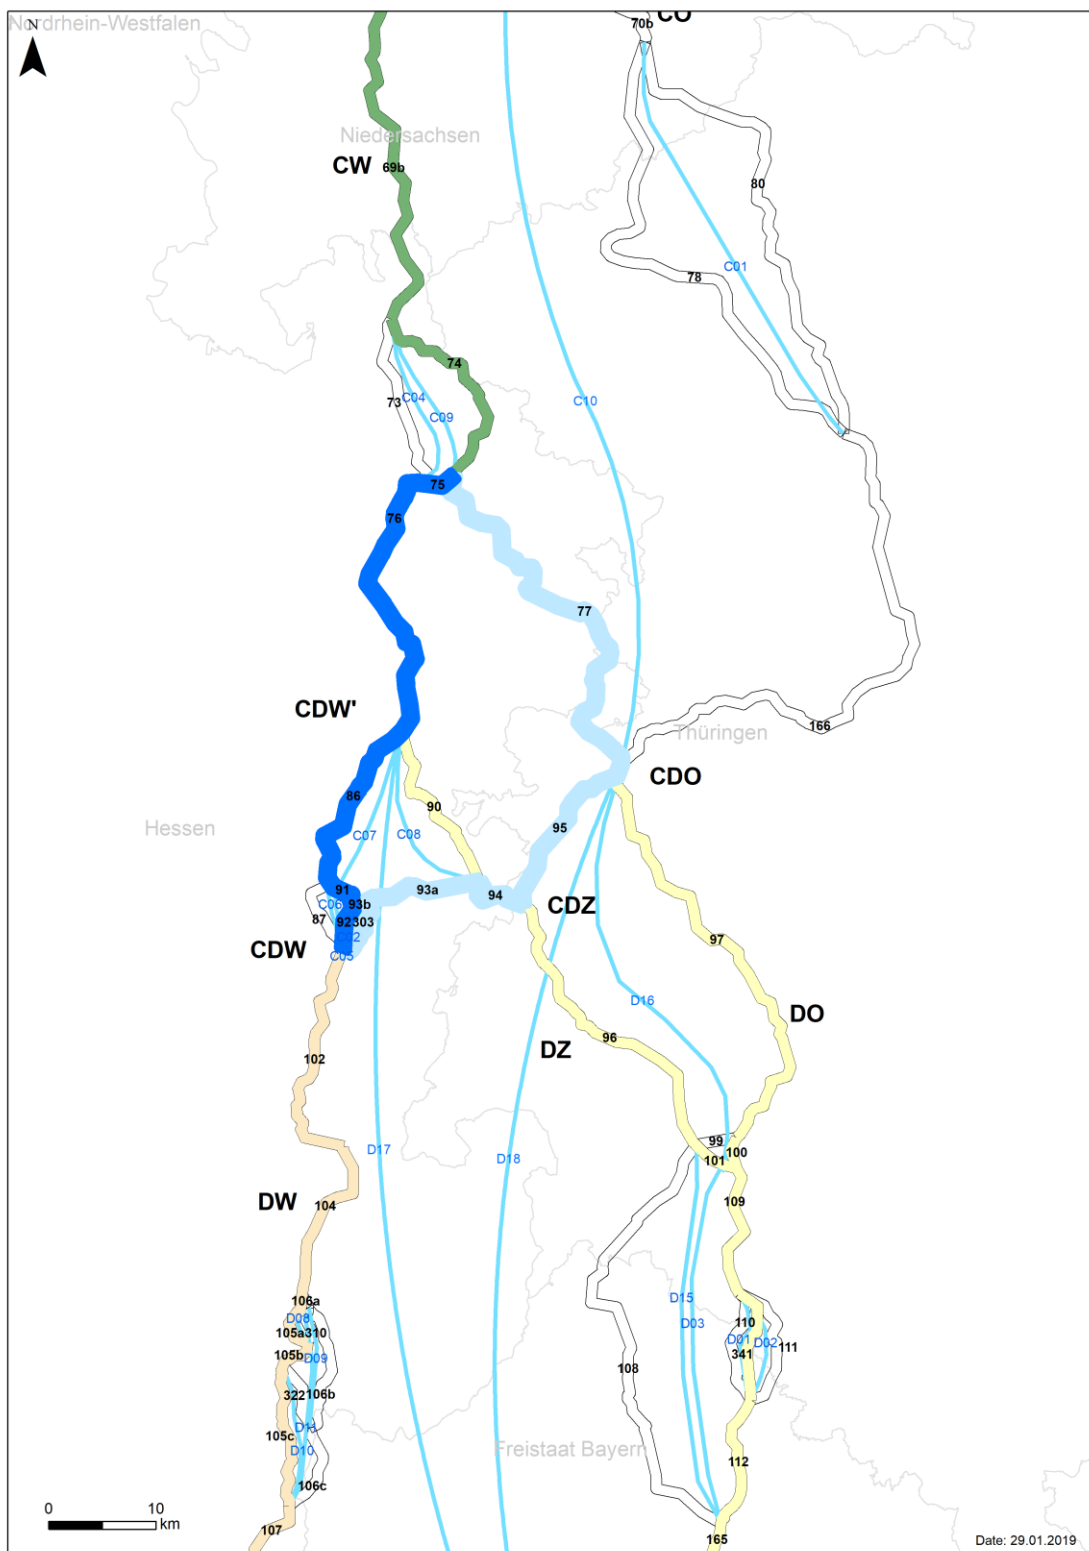 Nordrhein-Westfalen
N
CO
70b
Niedersachsen
CW
69b
80
C01
78
74
C04
73
C10
C09
75
76
77
CDW'
166
Thüringen
CDO
86
90
Hessen
C07
C08
95
91
93a
94
C06
93b
CDZ
87
92
303
C02
CDW
C05
97
D16
DO
96
DZ
102
99
D17
D18
100
101
DW
104
109
106a
D15
D08
110
D03
105a
310
D01
D02
111
105b
D09
341
108
322
106b
D11
105c
D10
Freistaat Bayern
112
106c
0 10
km
107
165
Date: 29.01.2019